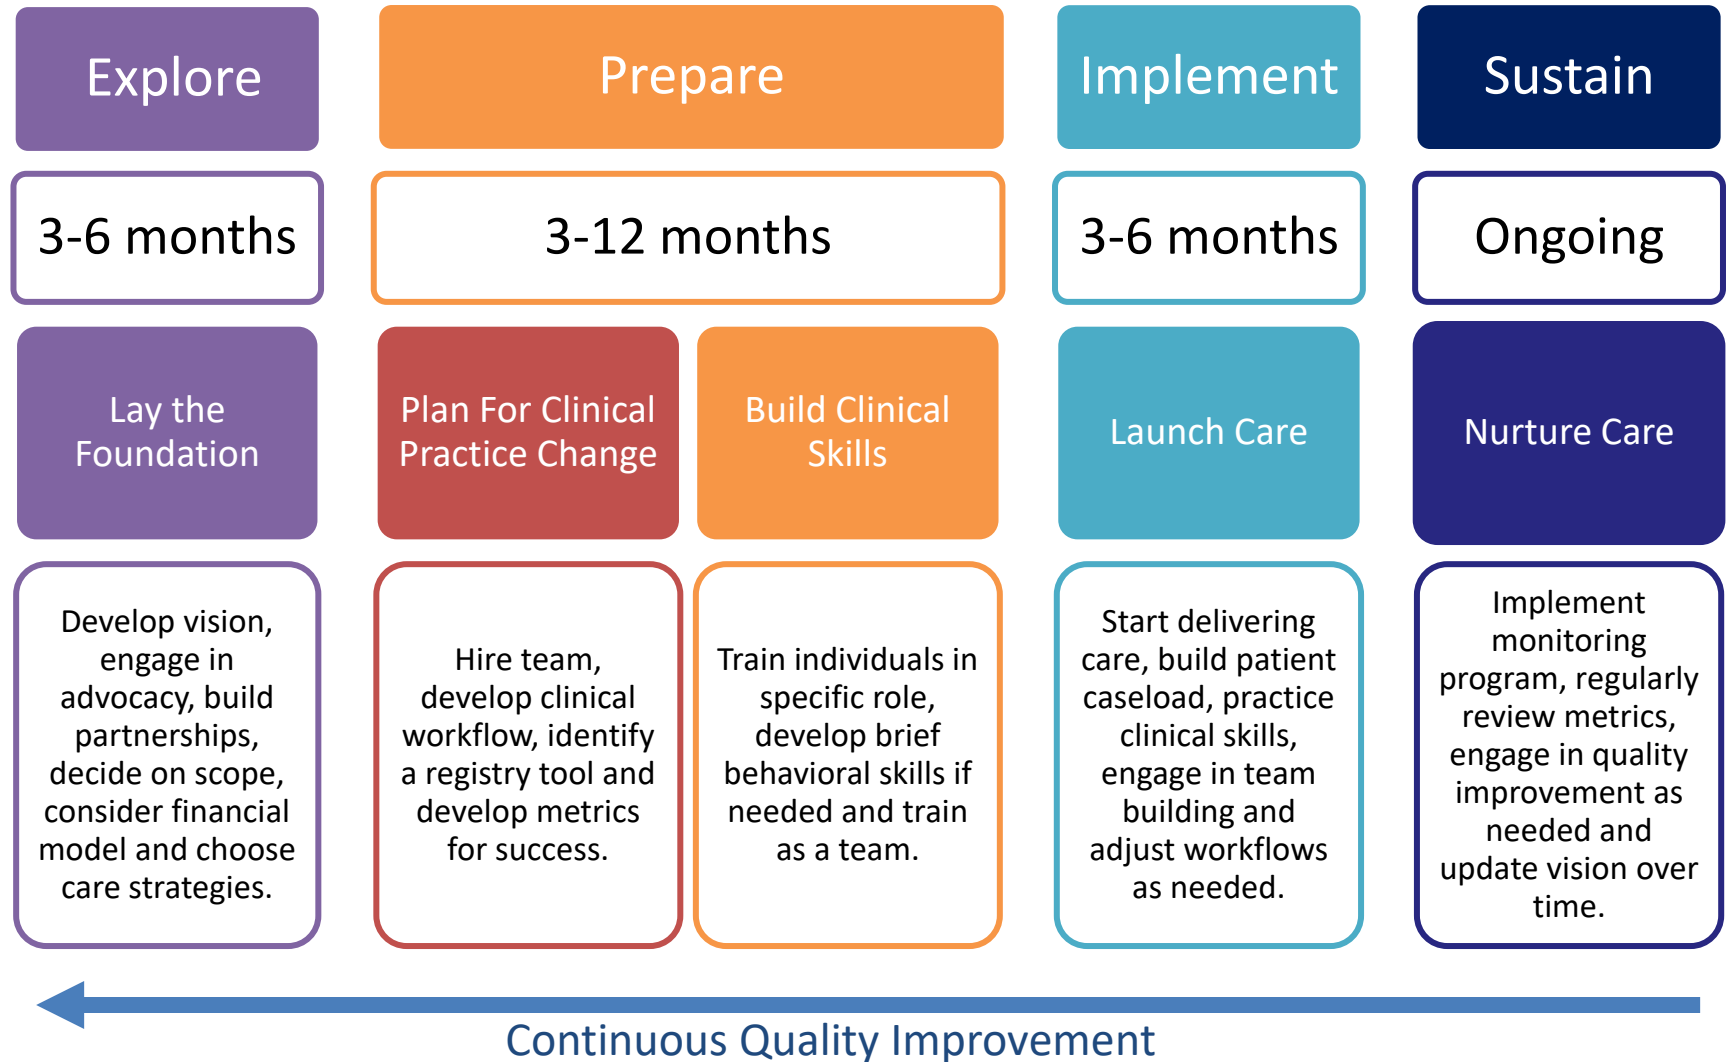 Explore
Prepare
Implement
Sustain
3-6 months
3-12 months
3-6 months
Ongoing
Lay the
Foundation
Plan For Clinical
Practice Change
Build Clinical
Skills
Launch Care
Nurture Care
Develop vision,
engage in
advocacy, build
partnerships,
decide on scope,
consider financial
model and choose
care strategies.
Hire team,
develop clinical
workflow, identify
a registry tool and
develop metrics
for success.
Train individuals in
specific role,
develop brief
behavioral skills if
needed and train
as a team.
Start delivering
care, build patient
caseload, practice
clinical skills,
engage in team
building and
adjust workflows
as needed.
Implement
monitoring
program, regularly
review metrics,
engage in quality
improvement as
needed and
update vision over
time.
Continuous Quality Improvement